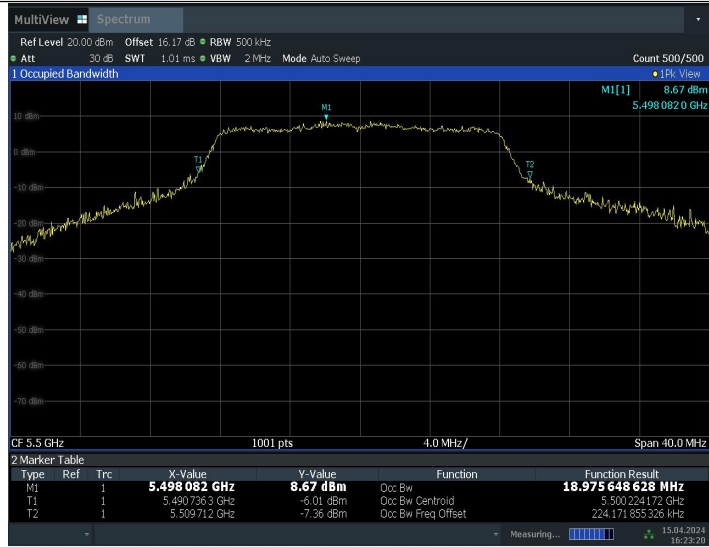 MultiView Spectrum
Ref Level 20.00 dBm Offset 16.17 dB RBW 500 kHz
Att 30 dB SWT 1.01 ms VBW 2 MHz Mode Auto Sweep Count 500/500
1 Occupied Bandwidth 1Pk View
M1[1] 8.67 dBm
5.498 082 0 GHz
M1
10 dBm
0 dBm
T1
T2
-10 dBm
-20 dBm
-30 dBm
-40 dBm
-50 dBm
-60 dBm
-70 dBm
CF 5.5 GHz 1001 pts 4.0 MHz/ Span 40.0 MHz
2 Marker Table
Type Ref Trc X-Value Y-Value Function Function Result
M1 1 5.498 082 GHz 8.67 dBm Occ Bw 18.975 648 628 MHz
T1 1 5.490 736 3 GHz -6.01 dBm Occ Bw Centroid 5.500 224 172 GHz
T2 1 5.509 712 GHz -7.36 dBm Occ Bw Freq Offset 224.171 855 326 kHz
Measuring... 15.04.2024
16:23:20